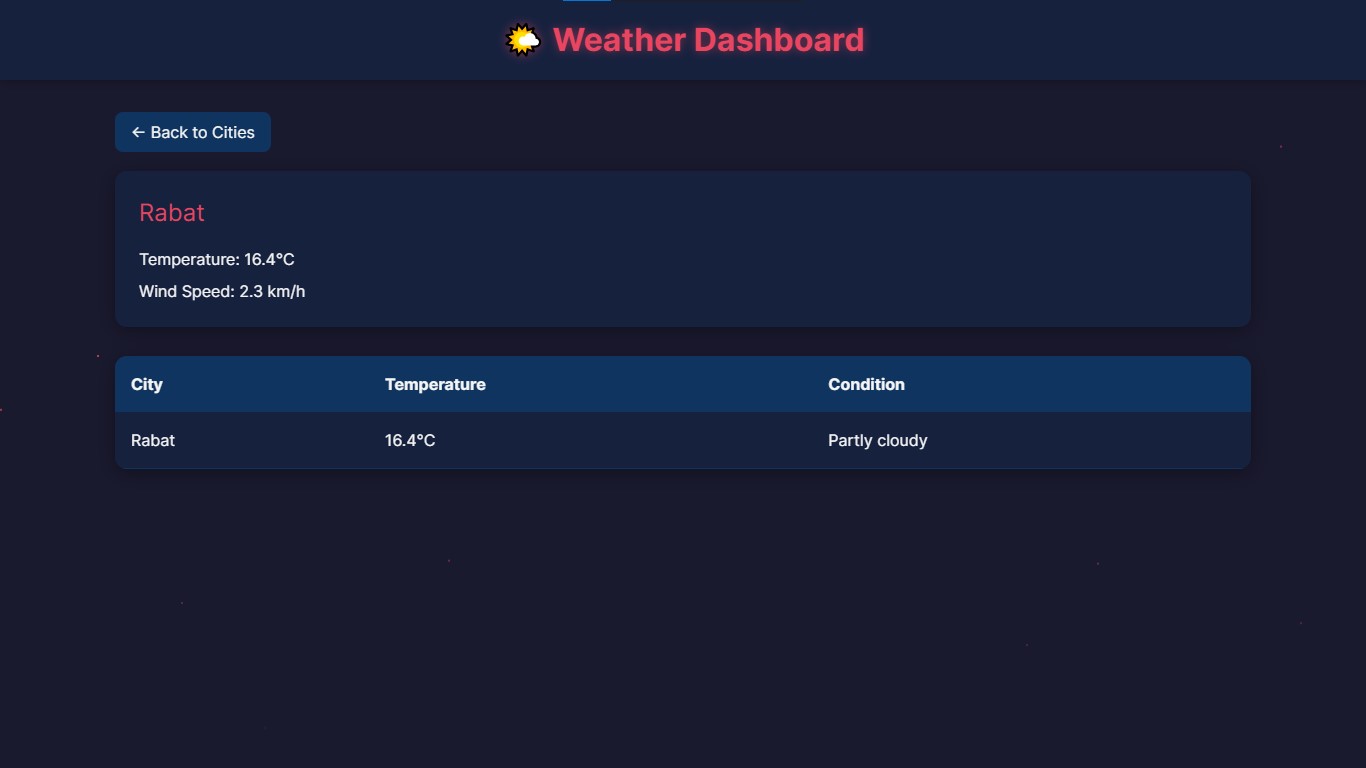 Weather Dashboard
← Back to Cities
Rabat
Temperature: 16.4°C
Wind Speed: 2.3 km/h
City Temperature Condition
Rabat 16.4°C Partly cloudy